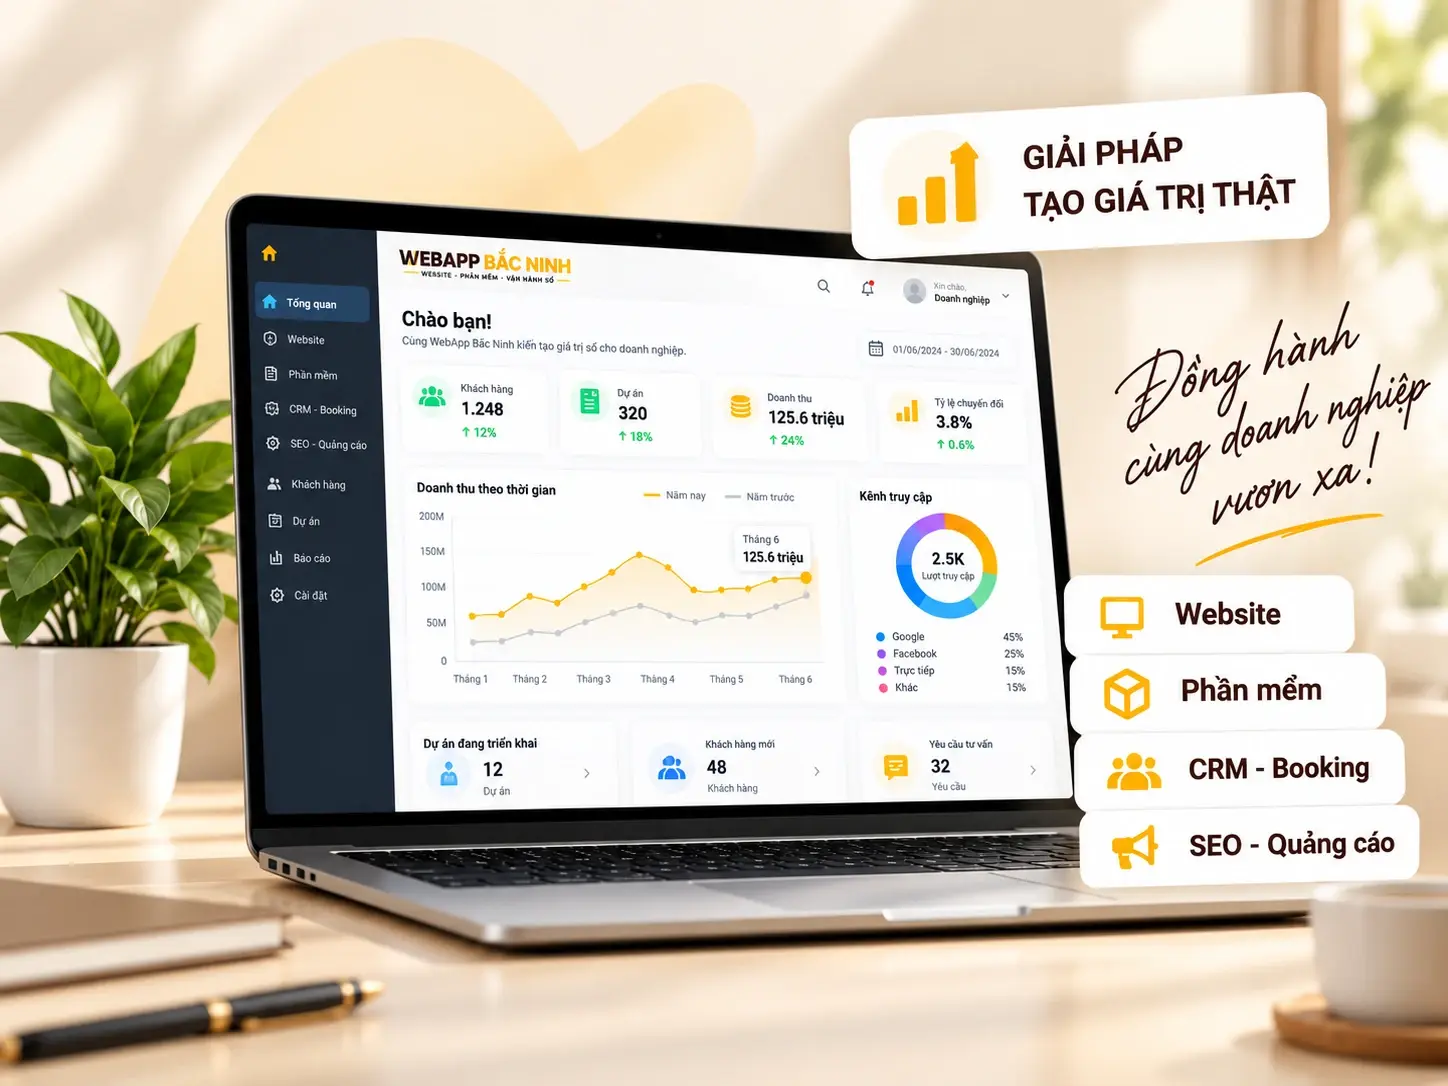 GIẢI PHÁP
TẠO GIÁ TRỊ THẬT
WEBAPP BẮC NINH
WEBSITE - PHẦN MỀM - VẬN HÀNH SỐ
Xin chào,
Doanh nghiệp
Tổng quan
Website
Phần mềm
CRM - Booking
SEO - Quảng cáo
Khách hàng
Dự án
Báo cáo
Cài đặt
Chào bạn!
Cùng WebApp Bắc Ninh kiến tạo giá trị số cho doanh nghiệp.
01/06/2024 - 30/06/2024
Khách hàng
1.248
↑ 12%
Dự án
320
↑ 18%
Doanh thu
125.6 triệu
↑ 24%
Tỷ lệ chuyển đổi
3.8%
↑ 0.6%
Doanh thu theo thời gian
Năm nay
Năm trước
200M
150M
100M
50M
0
Tháng 6
125.6 triệu
Tháng 1
Tháng 2
Tháng 3
Tháng 4
Tháng 5
Tháng 6
Kênh truy cập
2.5K
Lượt truy cập
Google 45%
Facebook 25%
Trực tiếp 15%
Khác 15%
Dự án đang triển khai
12
Dự án
Khách hàng mới
48
Khách hàng
Yêu cầu tư vấn
32
Yêu cầu
Đồng hành
cùng doanh nghiệp
vươn xa!
Website
Phần mềm
CRM - Booking
SEO - Quảng cáo